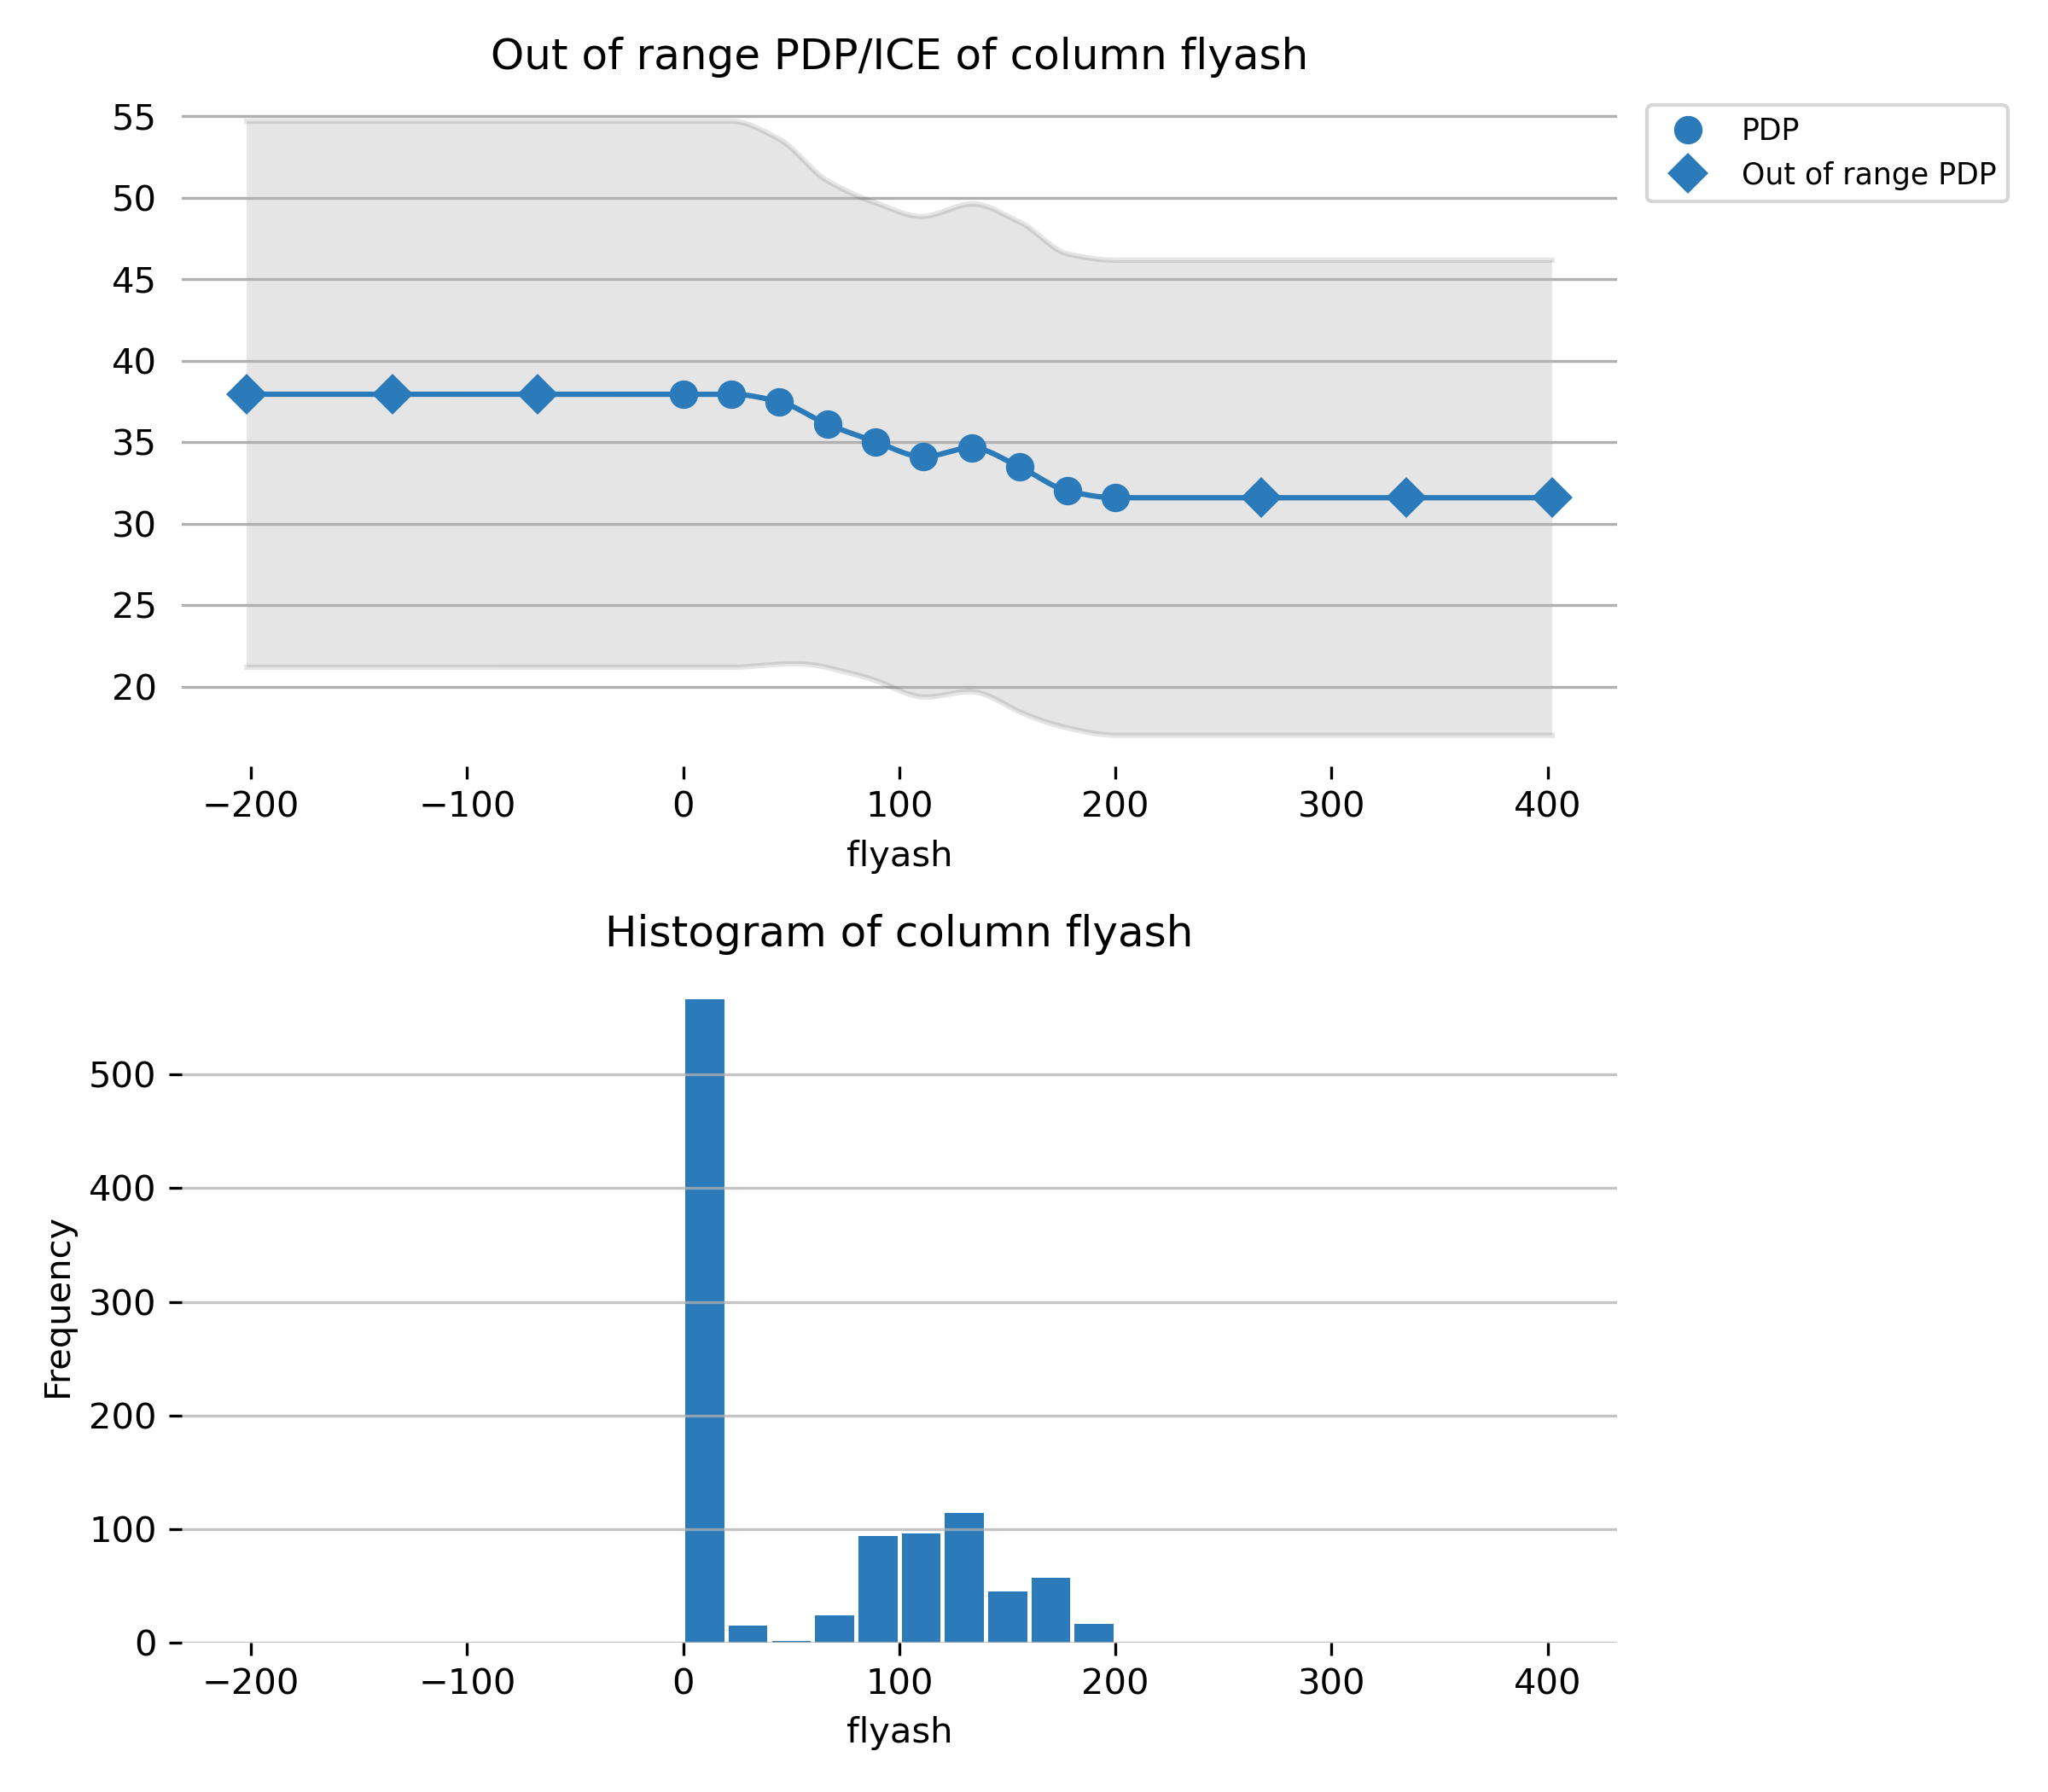 Out of range PDP/ICE of column flyash
55
50
45
40
35
30
25
20
−200 −100 0 100 200 300 400
flyash
PDP
Out of range PDP
Histogram of column flyash
Frequency
500
400
300
200
100
0
−200 −100 0 100 200 300 400
flyash